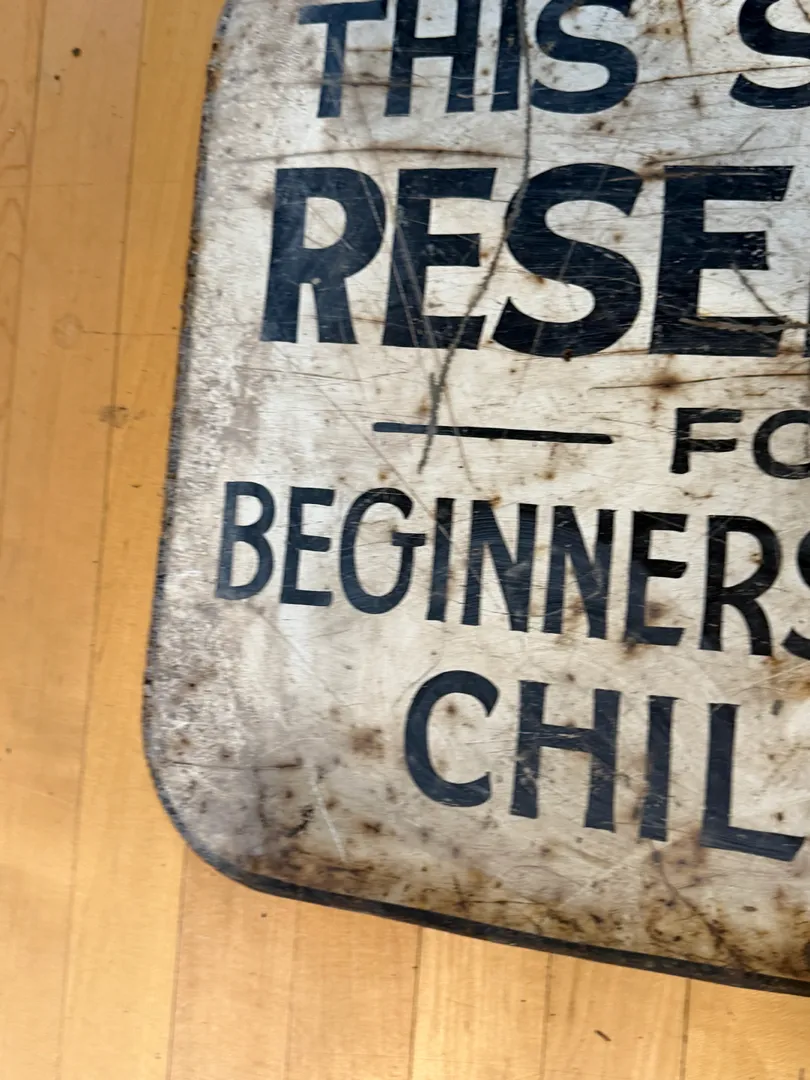 THIS S
RESE
— FO
BEGINNERS
CHIL